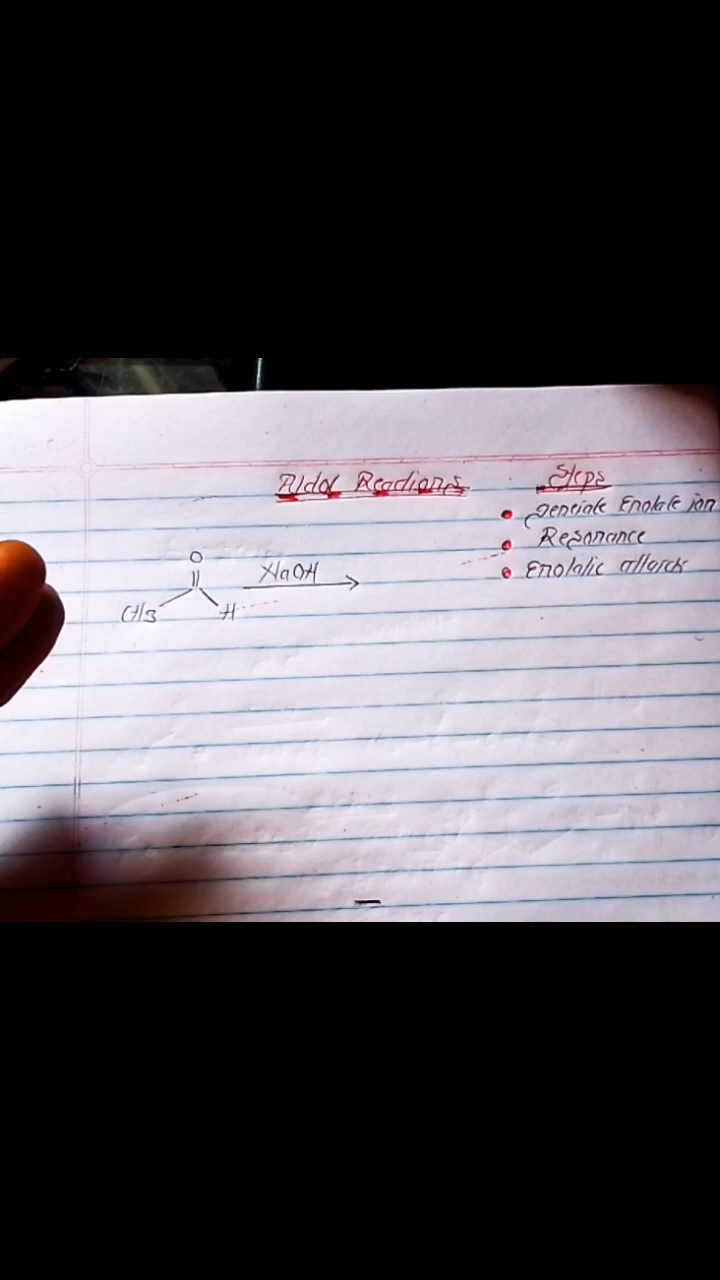 Aldol Reactions
Steps
• generate Enolate ion
• Resonance
• Enolate attack
O
NaOH
CH3
H